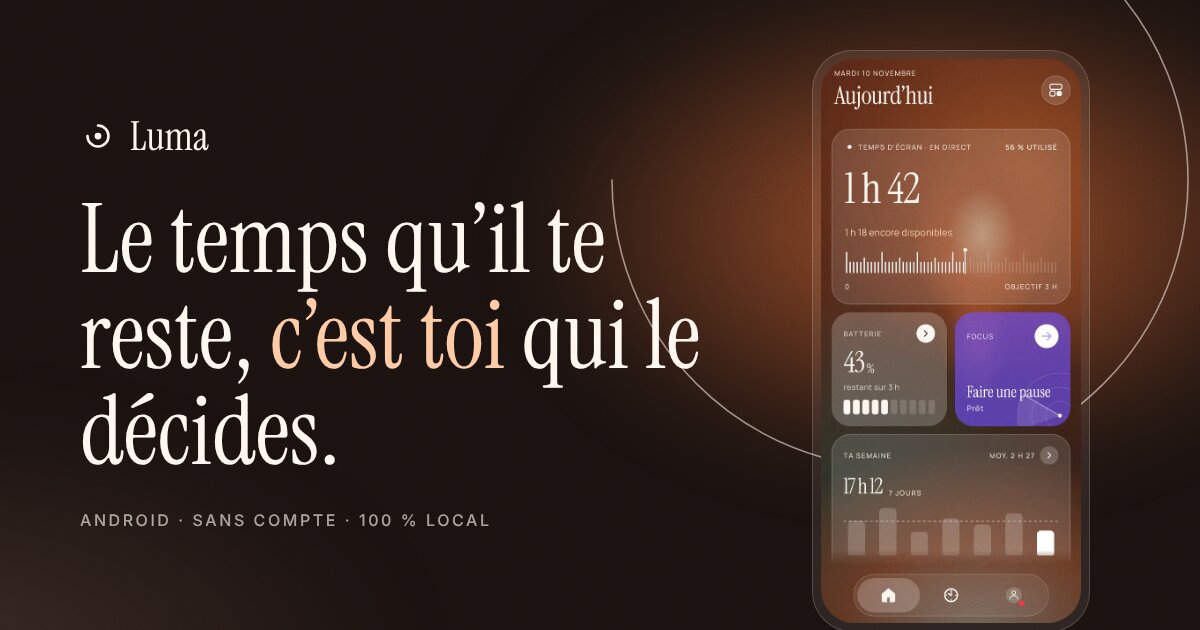 Luma
Le temps qu’il te
reste, c’est toi qui le
décides.
ANDROID · SANS COMPTE · 100 % LOCAL
MARDI 10 NOVEMBRE
Aujourd’hui
TEMPS D’ÉCRAN · EN DIRECT
56 % UTILISÉ
1 h 42
1 h 18 encore disponibles
0
OBJECTIF 3 H
BATTERIE
43%
restant sur 3 h
FOCUS
Faire une pause
Prêt
TA SEMAINE
MOY. 2 H 27
17 h 12 7 JOURS